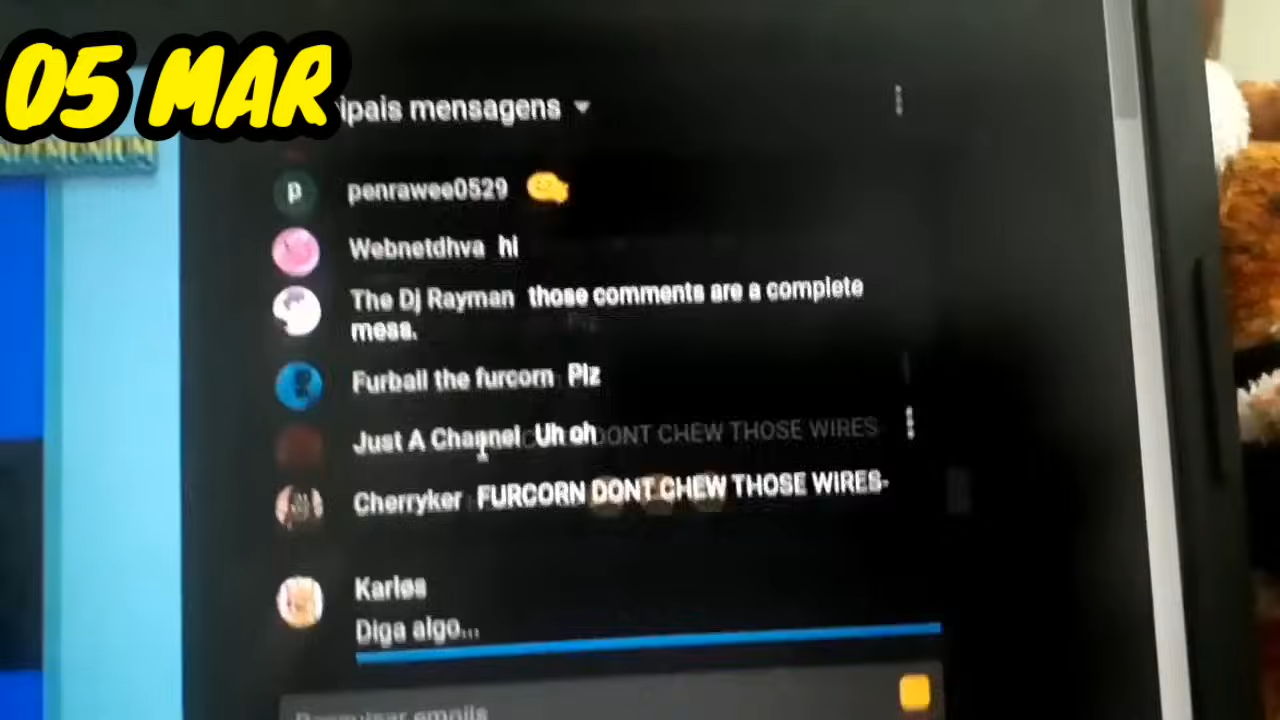 05 MAR
ipais mensagens
penrawee0529
Webnetdhva hi
The Dj Rayman those comments are a complete
mess.
Furball the furcorn Plz
Just A Channel Uh oh DONT CHEW THOSE WIRES
Cherryker FURCORN DONT CHEW THOSE WIRES-
Karløs
Diga algo...